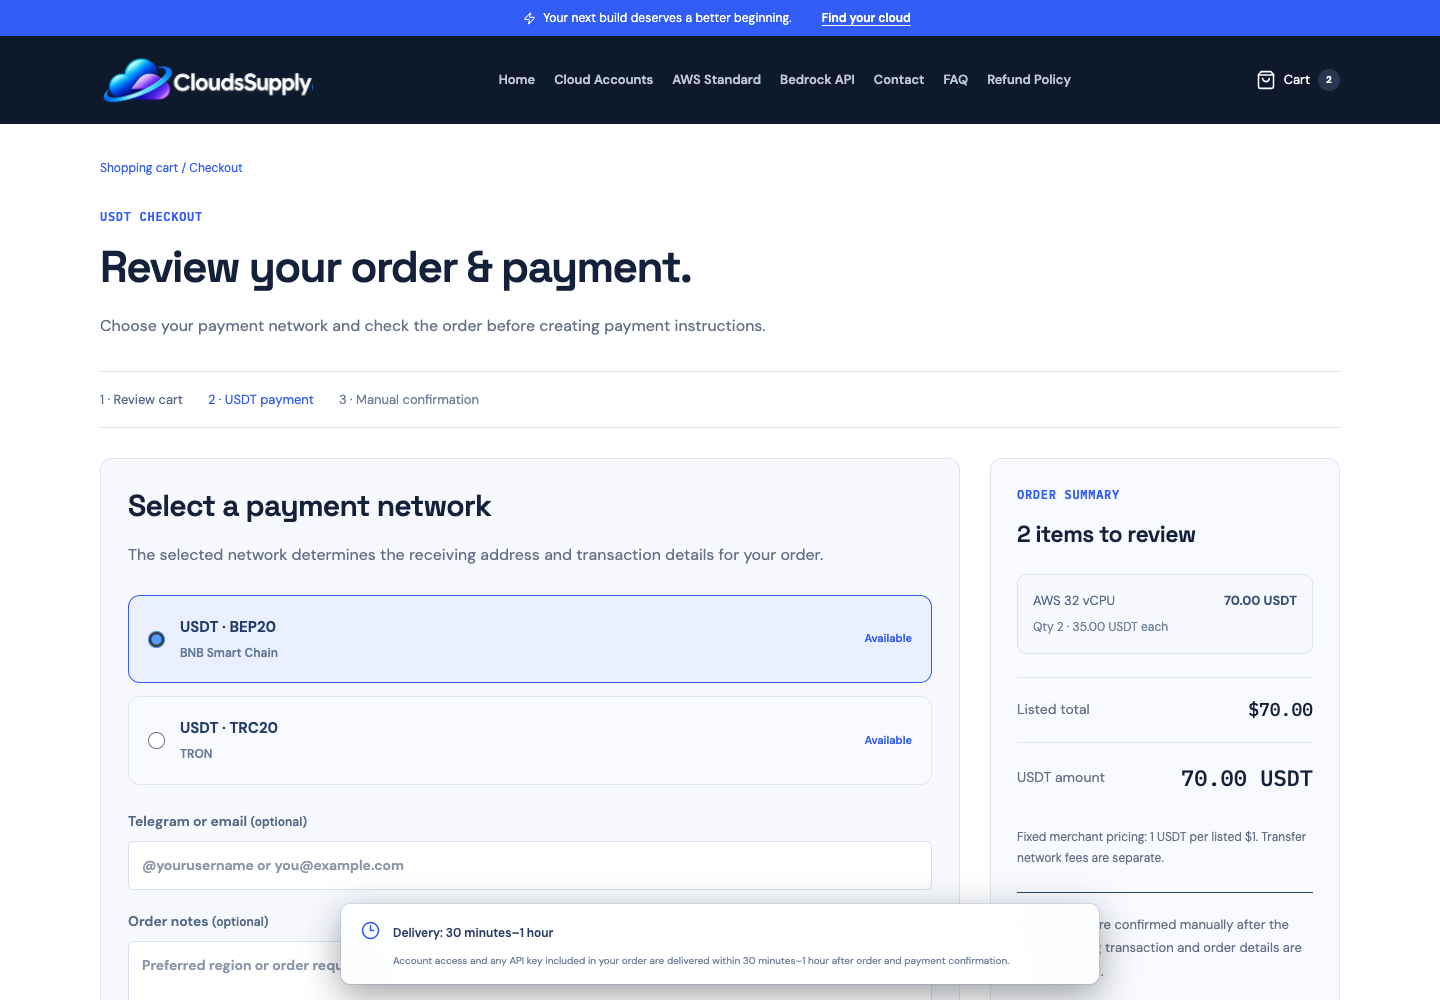 Your next build deserves a better beginning. Find your cloud
CloudsSupply
Home Cloud Accounts AWS Standard Bedrock API Contact FAQ Refund Policy
Cart 2
Shopping cart / Checkout
USDT CHECKOUT
Review your order & payment.
Choose your payment network and check the order before creating payment instructions.
1 · Review cart 2 · USDT payment 3 · Manual confirmation
Select a payment network
The selected network determines the receiving address and transaction details for your order.
USDT · BEP20
BNB Smart Chain
Available
USDT · TRC20
TRON
Available
Telegram or email (optional)
@yourusername or you@example.com
Order notes (optional)
Preferred region or order
ORDER SUMMARY
2 items to review
AWS 32 vCPU 70.00 USDT
Qty 2 · 35.00 USDT each
Listed total $70.00
USDT amount 70.00 USDT
Fixed merchant pricing: 1 USDT per listed $1. Transfer
network fees are separate.
confirmed manually after the
transaction and order details are
Delivery: 30 minutes–1 hour
Account access and any API key included in your order are delivered within 30 minutes–1 hour after order and payment confirmation.